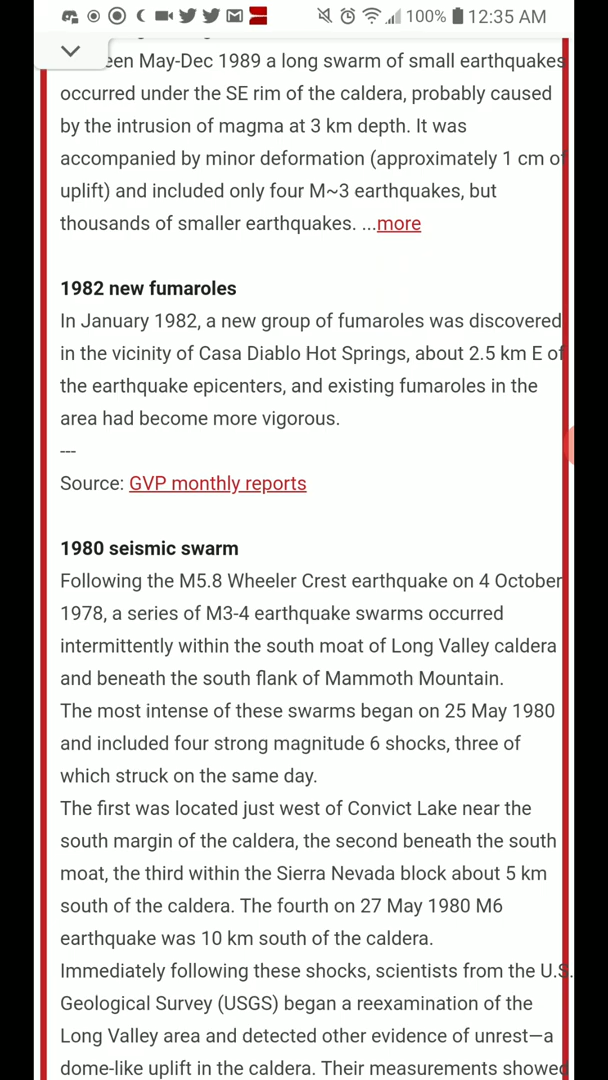 100% 12:35 AM
een May-Dec 1989 a long swarm of small earthquakes
occurred under the SE rim of the caldera, probably caused
by the intrusion of magma at 3 km depth. It was
accompanied by minor deformation (approximately 1 cm of
uplift) and included only four M~3 earthquakes, but
thousands of smaller earthquakes. ...more
1982 new fumaroles
In January 1982, a new group of fumaroles was discovered
in the vicinity of Casa Diablo Hot Springs, about 2.5 km E of
the earthquake epicenters, and existing fumaroles in the
area had become more vigorous.
---
Source: GVP monthly reports
1980 seismic swarm
Following the M5.8 Wheeler Crest earthquake on 4 October
1978, a series of M3-4 earthquake swarms occurred
intermittently within the south moat of Long Valley caldera
and beneath the south flank of Mammoth Mountain.
The most intense of these swarms began on 25 May 1980
and included four strong magnitude 6 shocks, three of
which struck on the same day.
The first was located just west of Convict Lake near the
south margin of the caldera, the second beneath the south
moat, the third within the Sierra Nevada block about 5 km
south of the caldera. The fourth on 27 May 1980 M6
earthquake was 10 km south of the caldera.
Immediately following these shocks, scientists from the U.S.
Geological Survey (USGS) began a reexamination of the
Long Valley area and detected other evidence of unrest—a
dome-like uplift in the caldera. Their measurements showed